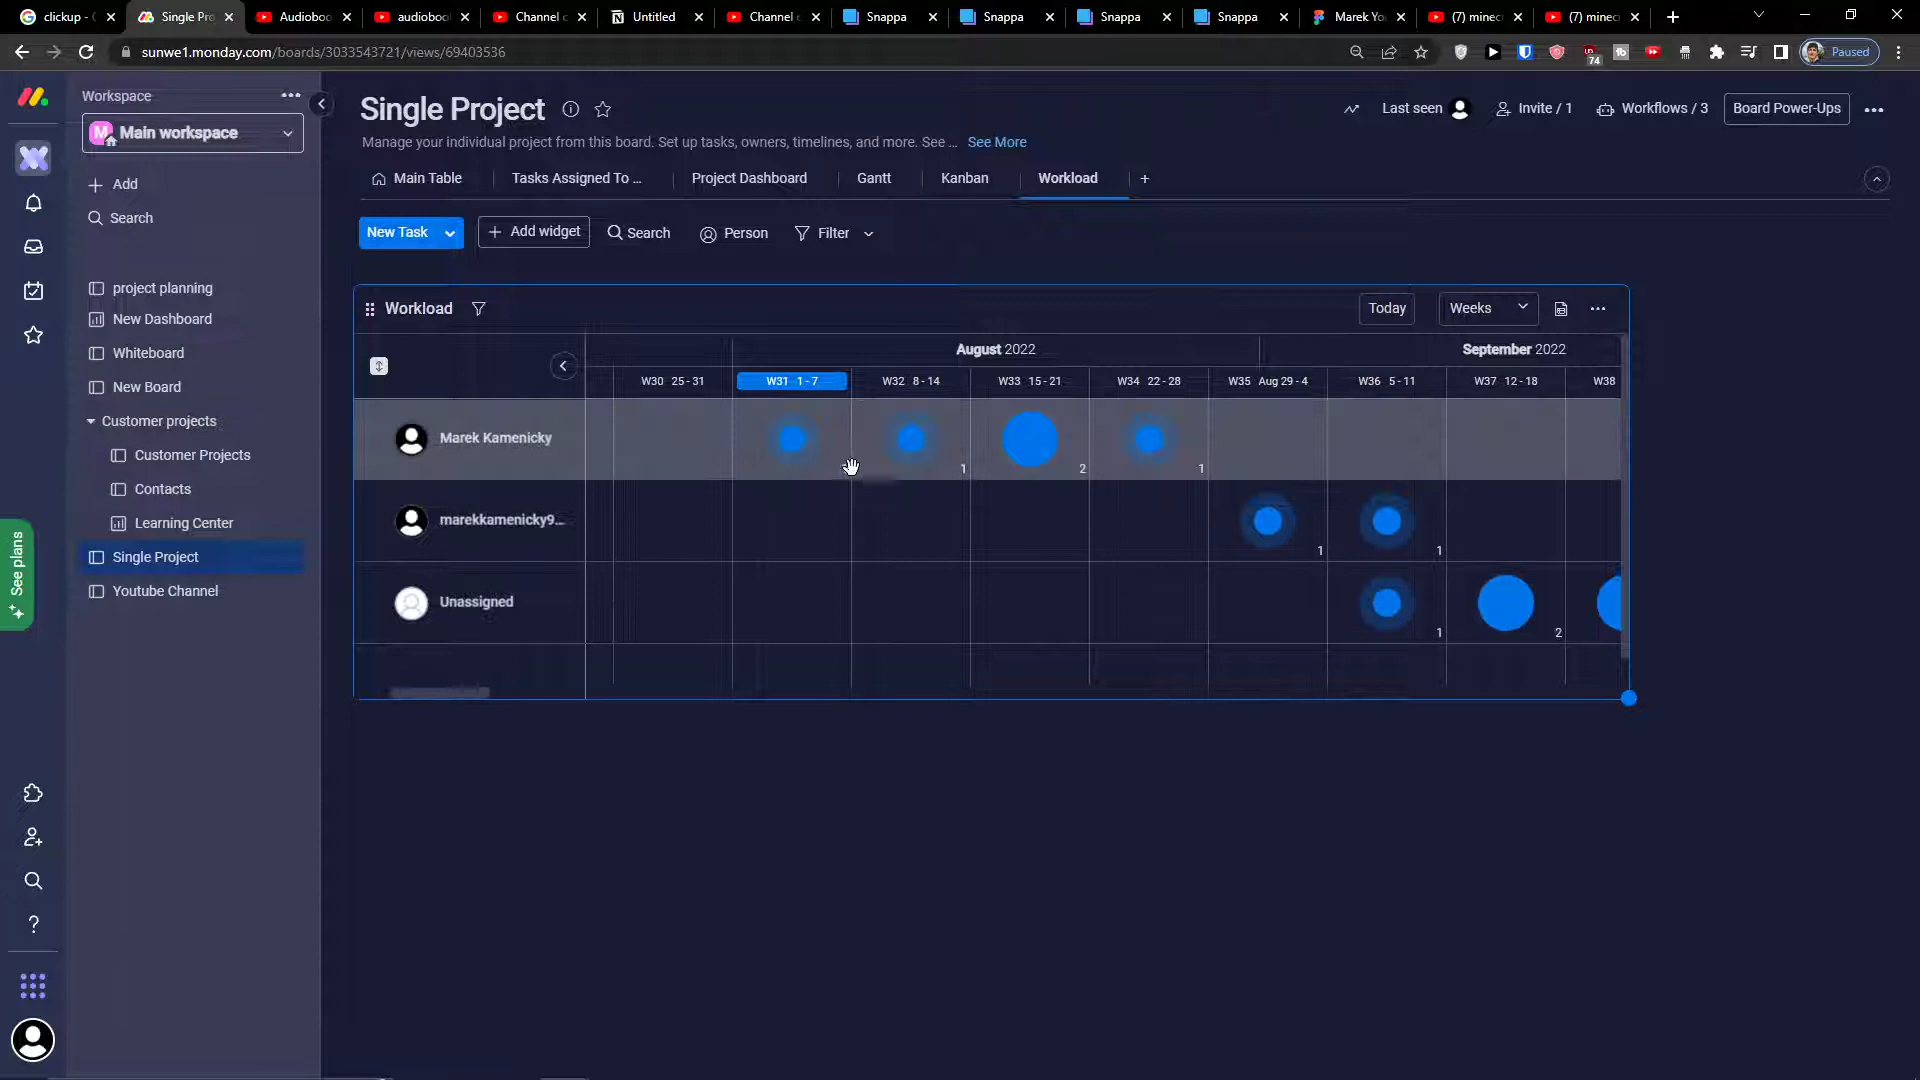 clickup - G
Single Pro
Audioboo
audioboo
Channel c
Untitled
Channel c
Snappa
Snappa
Snappa
Snappa
Marek Yo
(7) minec
(7) minec
sunwe1.monday.com/boards/3033543721/views/69403536
74
Paused
Workspace
M
Main workspace
Add
Search
project planning
New Dashboard
Whiteboard
New Board
Customer projects
Customer Projects
Contacts
Learning Center
Single Project
Youtube Channel
See plans
Single Project
Last seen
Invite / 1
Workflows / 3
Board Power-Ups
Manage your individual project from this board. Set up tasks, owners, timelines, and more. See ... See More
Main Table
Tasks Assigned To ...
Project Dashboard
Gantt
Kanban
Workload
New Task
Add widget
Search
Person
Filter
Workload
Today
Weeks
August 2022
September 2022
W30 25 - 31
W31 1 - 7
W32 8 - 14
W33 15 - 21
W34 22 - 28
W35 Aug 29 - 4
W36 5 - 11
W37 12 - 18
W38
Marek Kamenicky
1
2
1
marekkamenicky9...
1
1
Unassigned
1
2